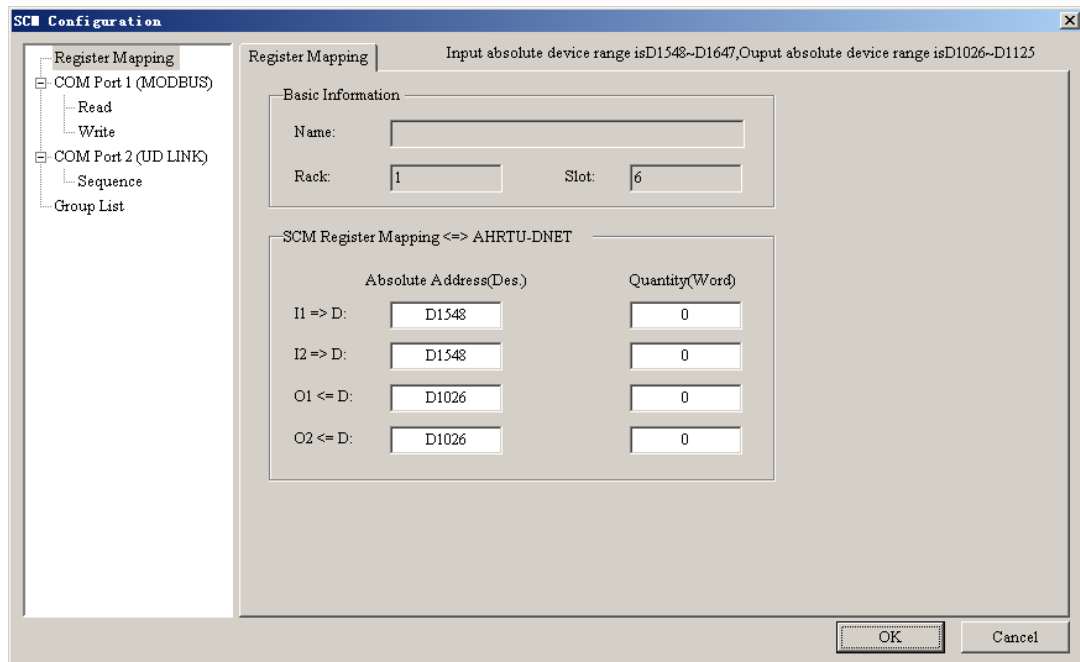 SCM Configuration
Register Mapping
COM Port 1 (MODBUS)
Read
Write
COM Port 2 (UD LINK)
Sequence
Group List
Register Mapping
Input absolute device range isD1548~D1647,Ouput absolute device range isD1026~D1125
Basic Information
Name:
Rack: 1 Slot: 6
SCM Register Mapping <=> AHRTU-DNET
Absolute Address(Des.) Quantity(Word)
I1 => D: D1548 0
I2 => D: D1548 0
O1 <= D: D1026 0
O2 <= D: D1026 0
OK Cancel